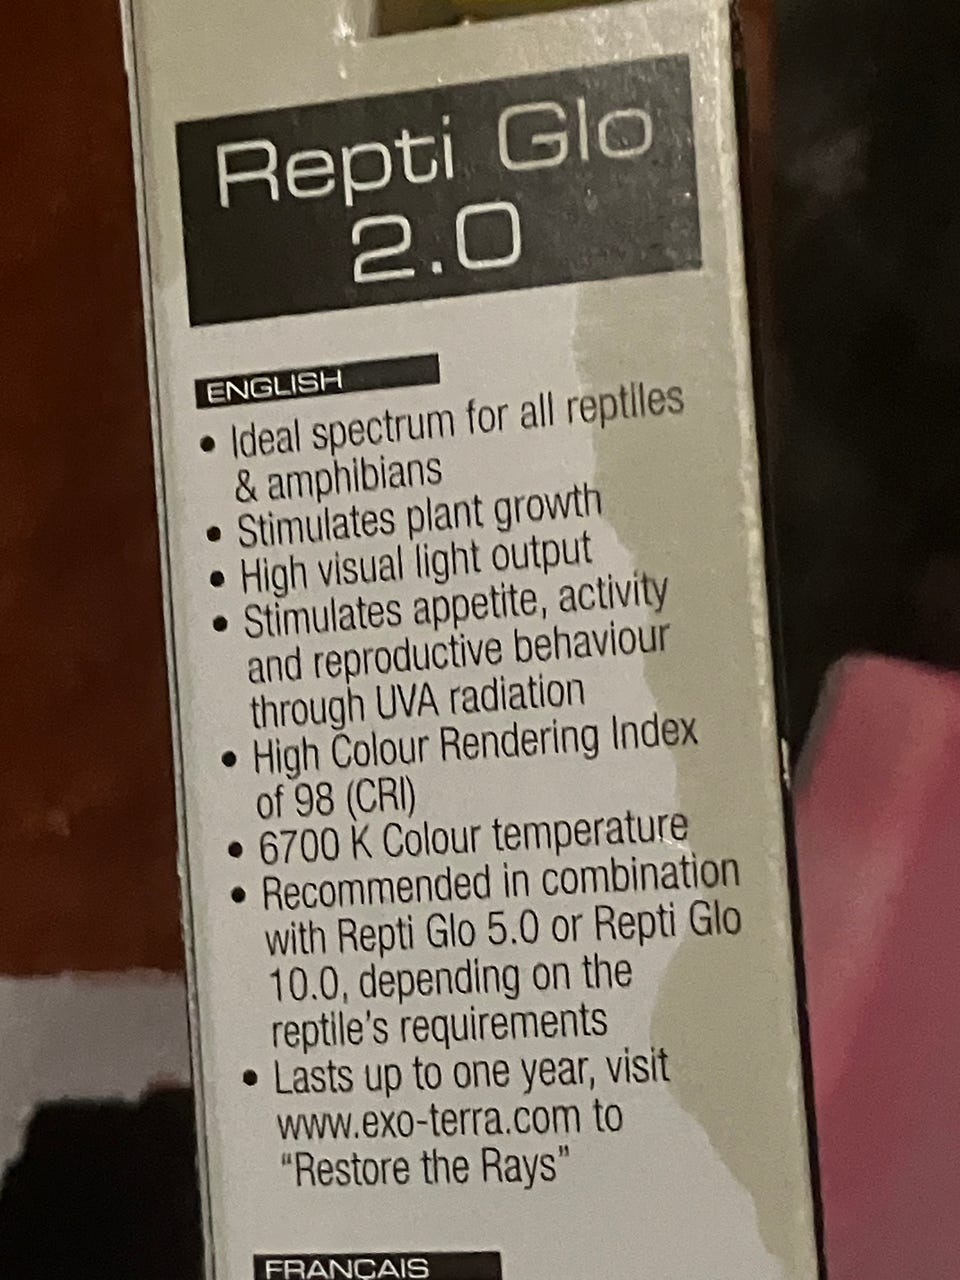 Repti Glo
2.0
ENGLISH
• Ideal spectrum for all reptiles
& amphibians
• Stimulates plant growth
• High visual light output
• Stimulates appetite, activity
and reproductive behaviour
through UVA radiation
• High Colour Rendering Index
of 98 (CRI)
• 6700 K Colour temperature
• Recommended in combination
with Repti Glo 5.0 or Repti Glo
10.0, depending on the
reptile's requirements
• Lasts up to one year, visit
www.exo-terra.com to
“Restore the Rays”
FRANÇAIS